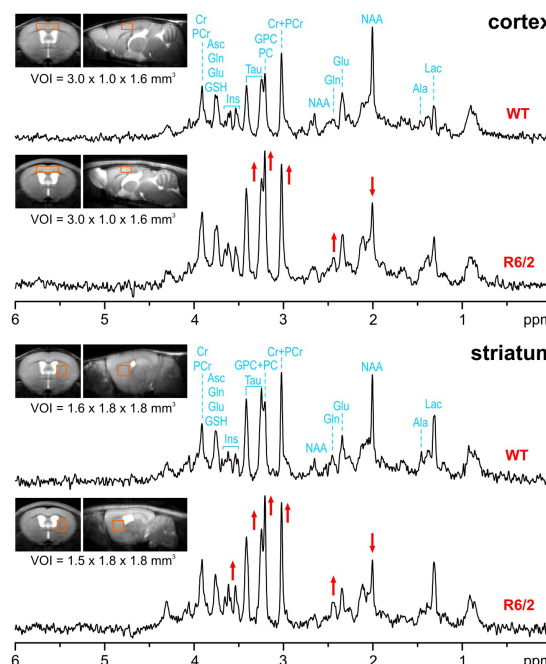 cortex
Cr
PCr
Asc
Gln
Glu
GSH
Ins
Tau
GPC
PC
Cr+PCr
NAA
Gln
Glu
NAA
Ala
Lac
VOI = 3.0 x 1.0 x 1.6 mm³
WT
VOI = 3.0 x 1.0 x 1.6 mm³
R6/2
6 5 4 3 2 1 ppm
striatum
Cr
PCr
Asc
Gln
Glu
GSH
Ins
GPC+PC
Tau
Cr+PCr
NAA
Gln
Glu
NAA
Ala
Lac
VOI = 1.6 x 1.8 x 1.8 mm³
WT
VOI = 1.5 x 1.8 x 1.8 mm³
R6/2
6 5 4 3 2 1 ppm